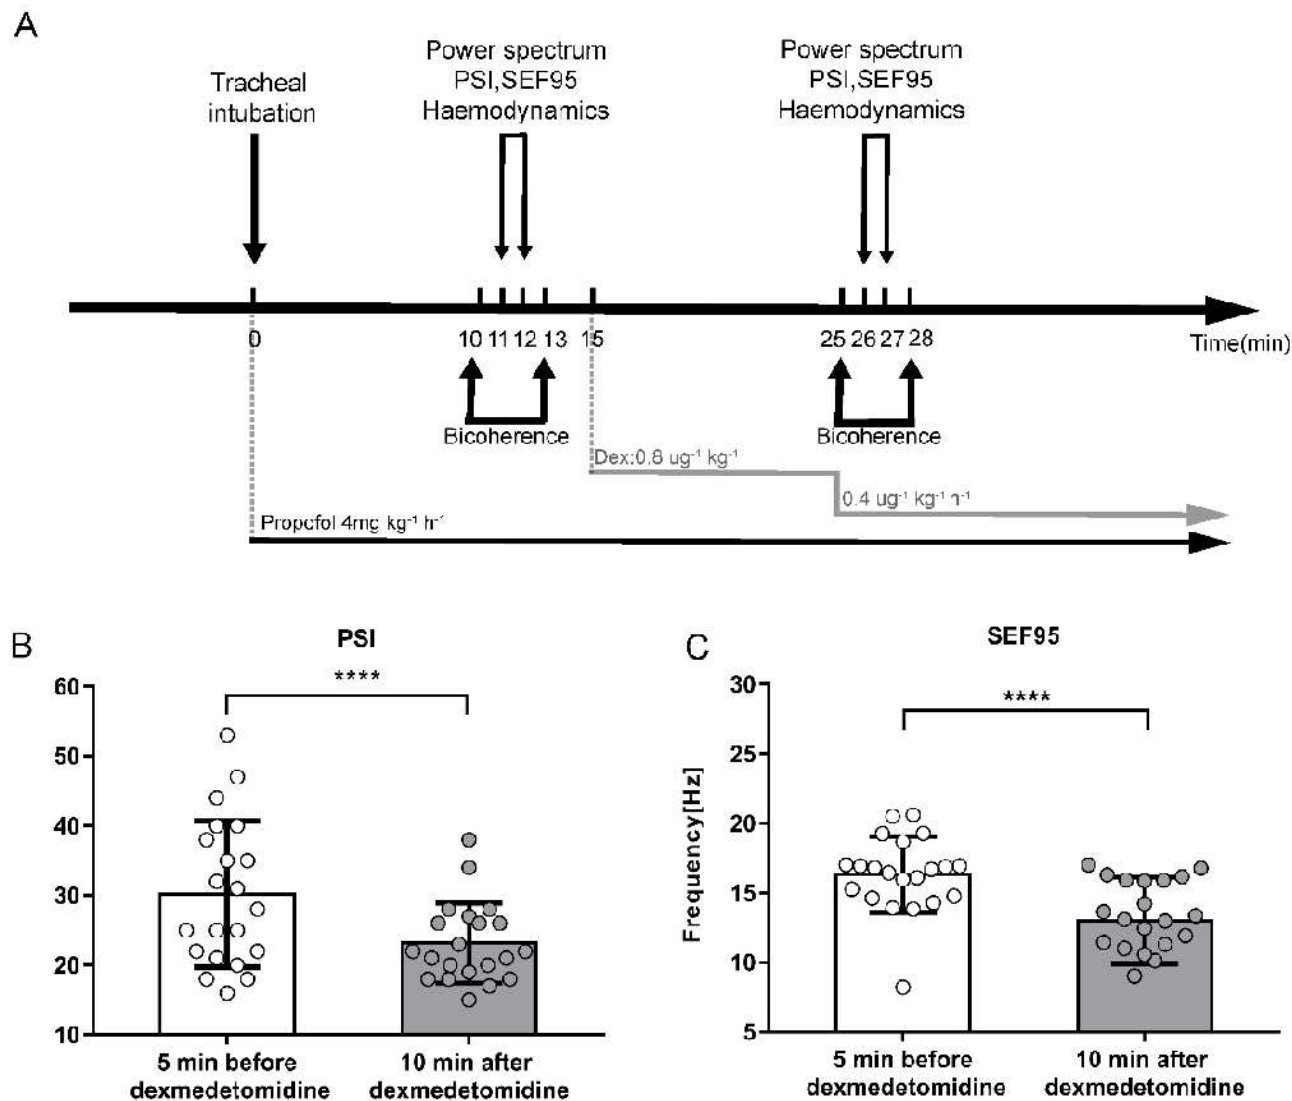 A
Tracheal
intubation
Power spectrum
PSI,SEF95
Haemodynamics
Power spectrum
PSI,SEF95
Haemodynamics
0 10 11 12 13 15 25 26 27 28
Time(min)
Bicoherence
Bicoherence
Dex:0.8 ug⁻¹ kg⁻¹
0.4 ug⁻¹ kg⁻¹ h⁻¹
Propofol 4mg kg⁻¹ h⁻¹
B
PSI
****
60
50
40
30
20
10
5 min before
dexmedetomidine
10 min after
dexmedetomidine
C
SEF95
****
Frequency[Hz]
30
25
20
15
10
5
5 min before
dexmedetomidine
10 min after
dexmedetomidine